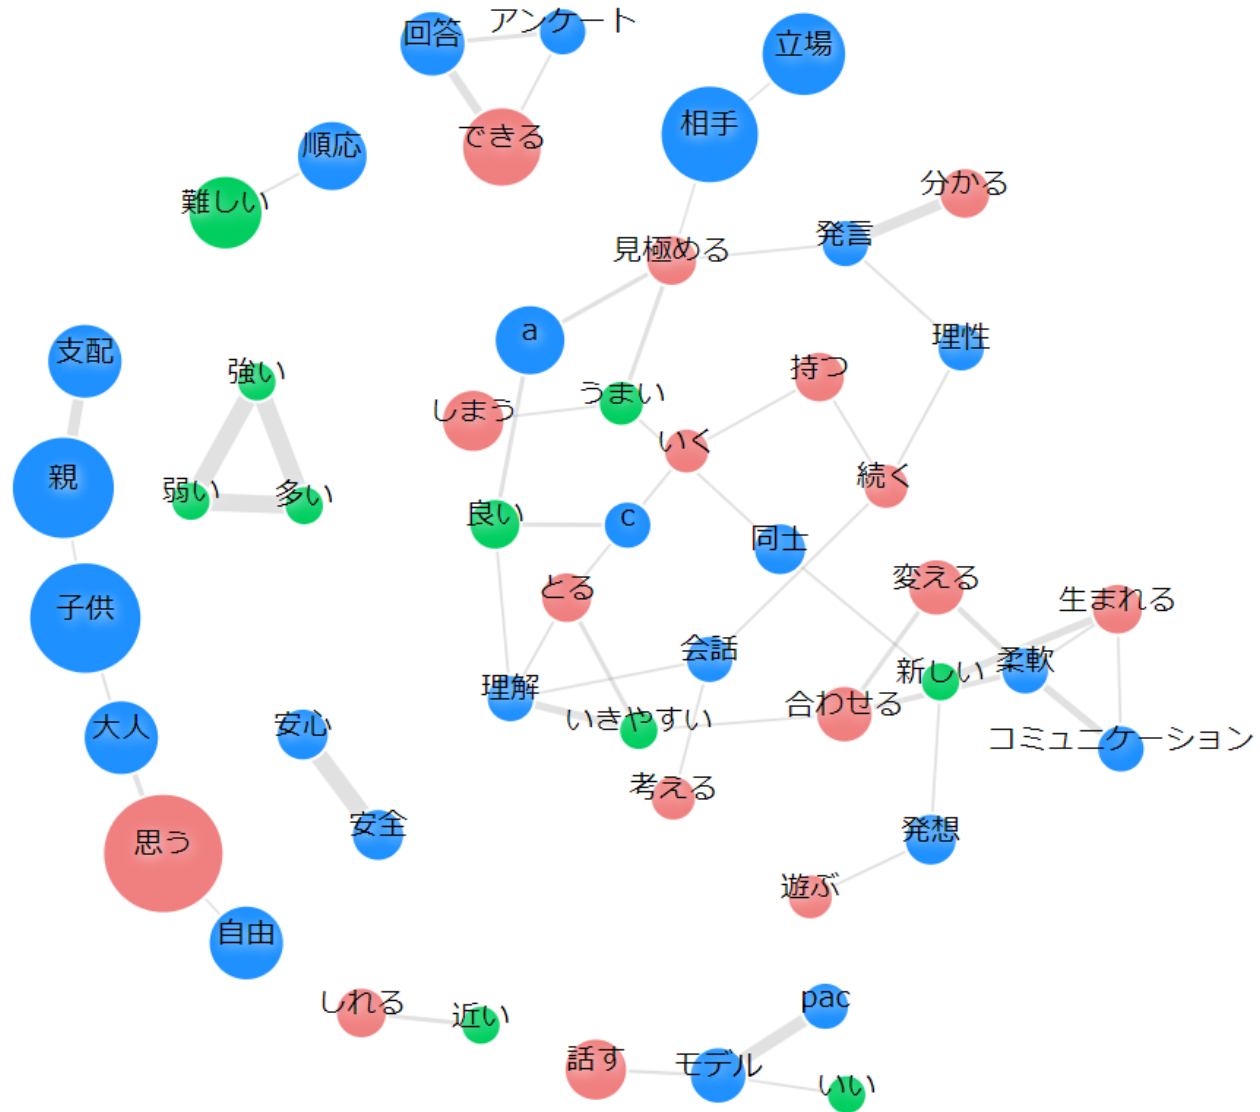 アンケート
回答
立場
相手
できる
順応
難しい
分かる
発言
見極める
a
理性
支配
強い
持つ
うまい
しまう
いく
親
弱い
多い
続く
良い
c
同士
変える
とる
生まれる
子供
会話
柔軟
新しい
理解
合わせる
いきやすい
大人
安心
コミュニケーション
考える
安全
発想
思う
遊ぶ
自由
pac
しれる
近い
話す
モデル
いい